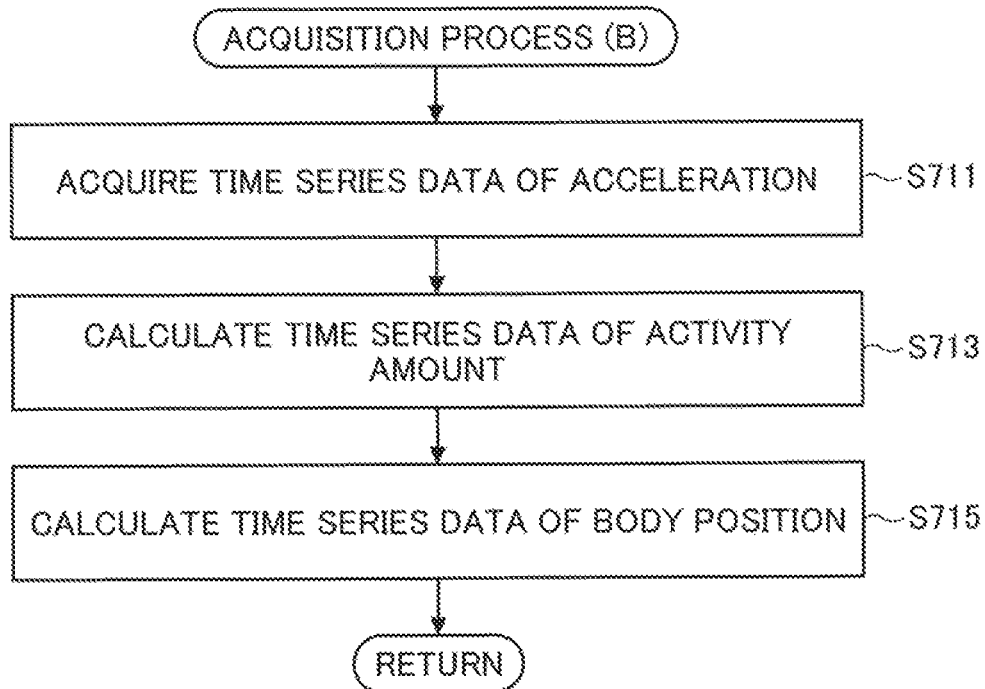 ACQUISITION PROCESS (B)
ACQUIRE TIME SERIES DATA OF ACCELERATION
S711
CALCULATE TIME SERIES DATA OF ACTIVITY
AMOUNT
S713
CALCULATE TIME SERIES DATA OF BODY POSITION
S715
RETURN